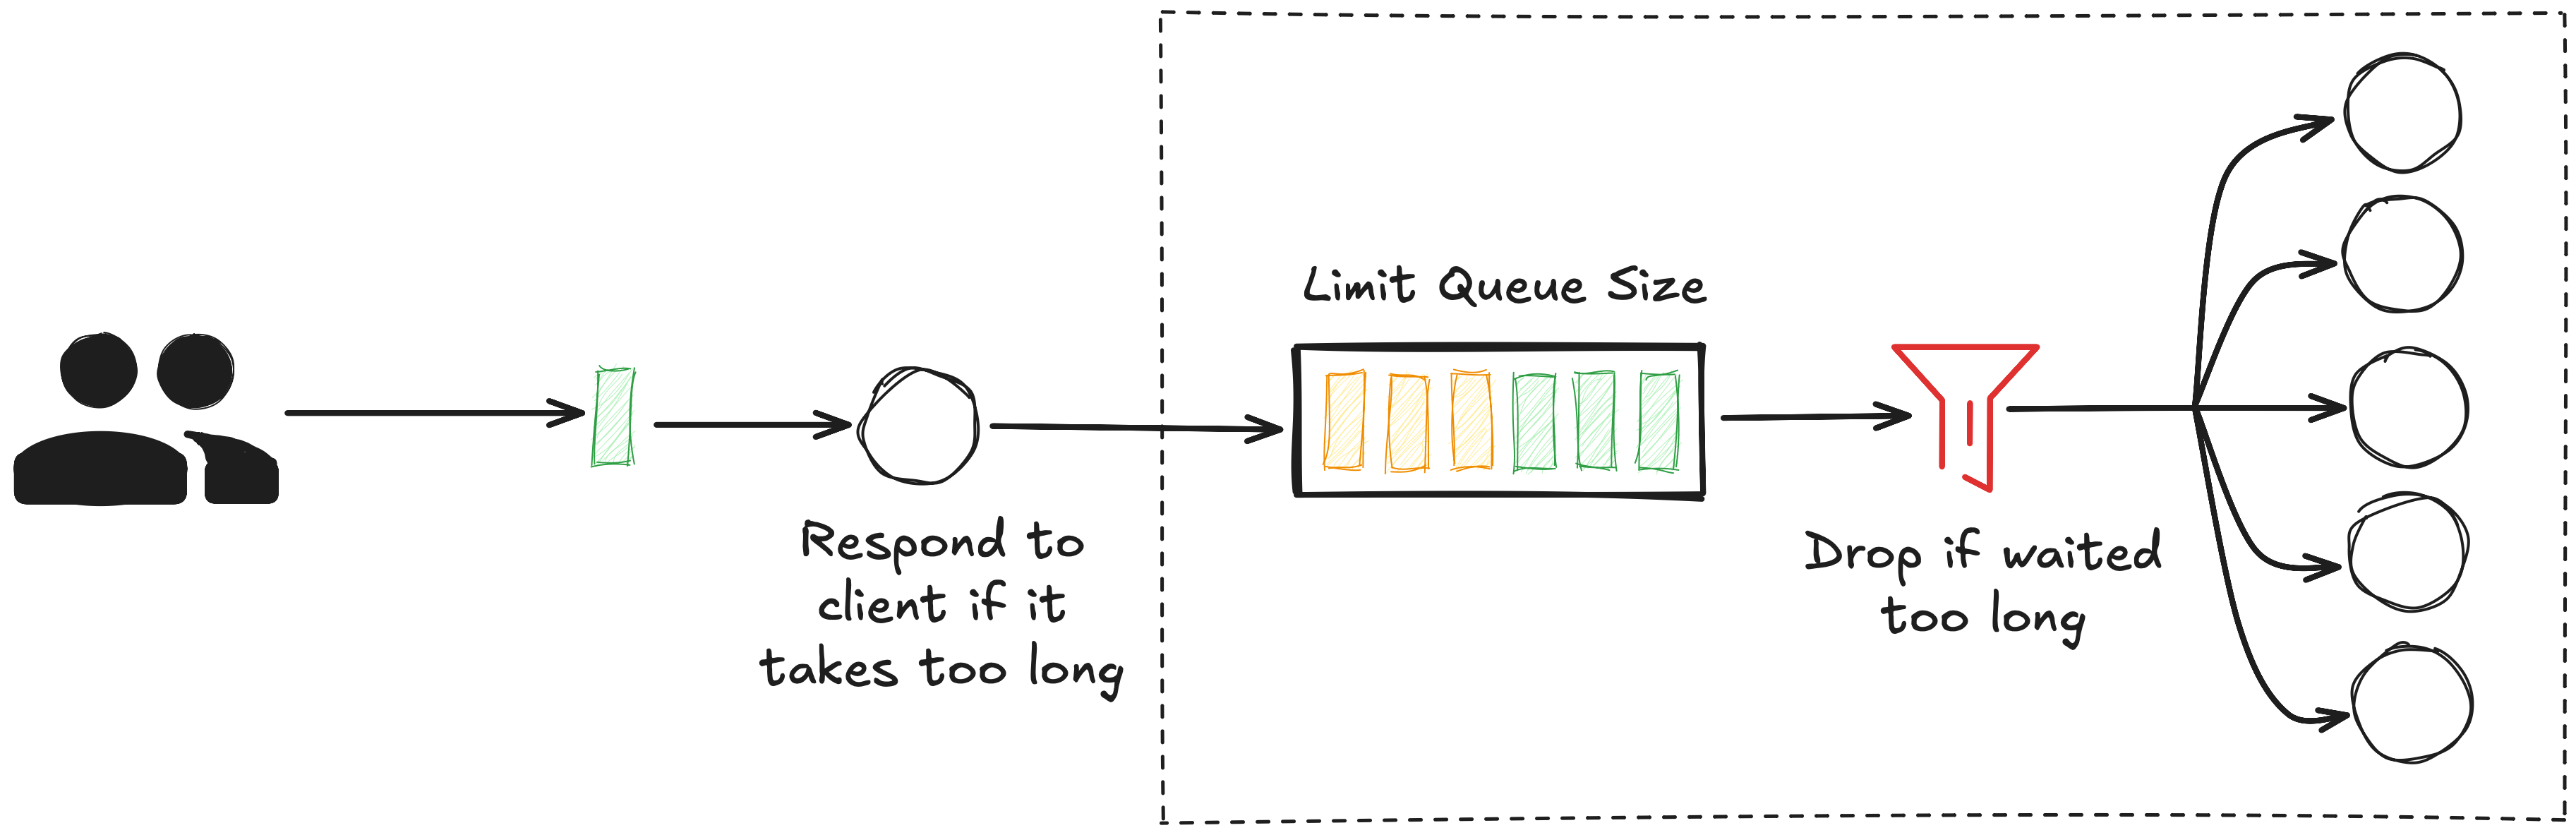 Limit Queue Size
Respond to
client if it
takes too long
Drop if waited
too long